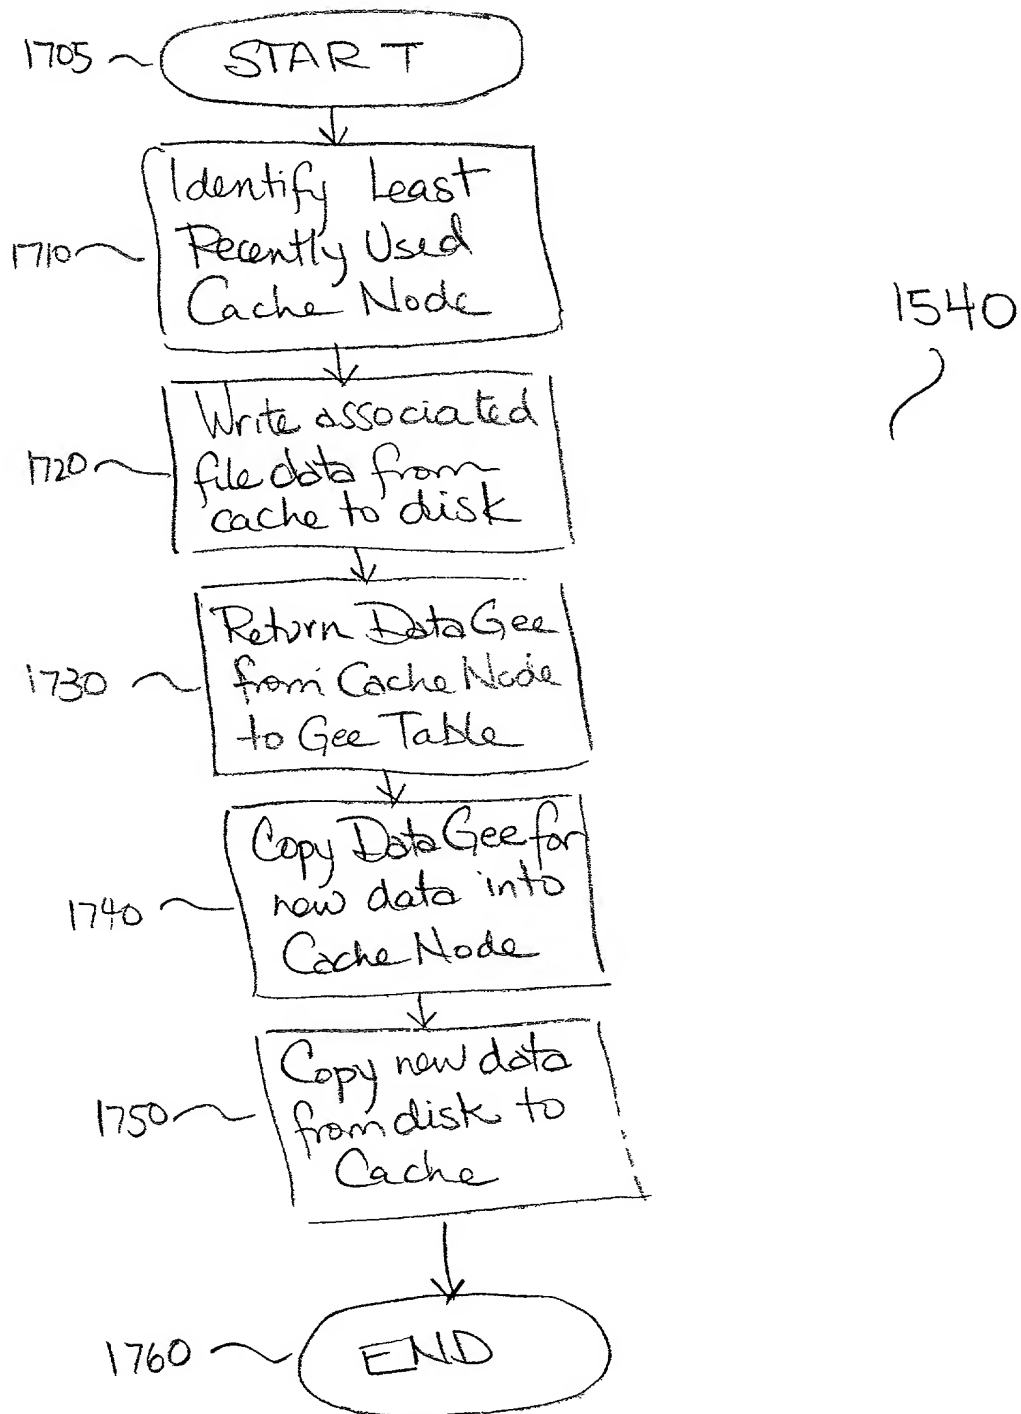 1705
START
1710
Identify Least
Recently Used
Cache Node
1540
1720
Write associated
file data from
cache to disk
1730
Return Data Gee
from Cache Node
to Gee Table
1740
Copy Data Gee for
new data into
Cache Node
1750
Copy new data
from disk to
Cache
1760
END